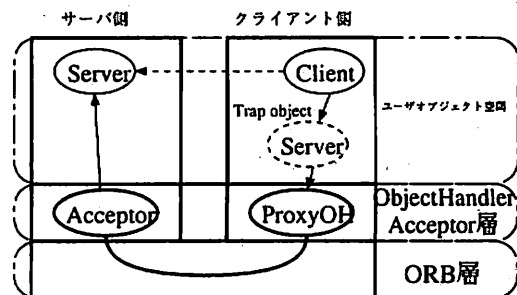 サーバ側 クライアント側
Server Client
Trap object
ユーザオブジェクト空間
Server
Acceptor ProxyOH
ObjectHandler
Acceptor層
ORB層